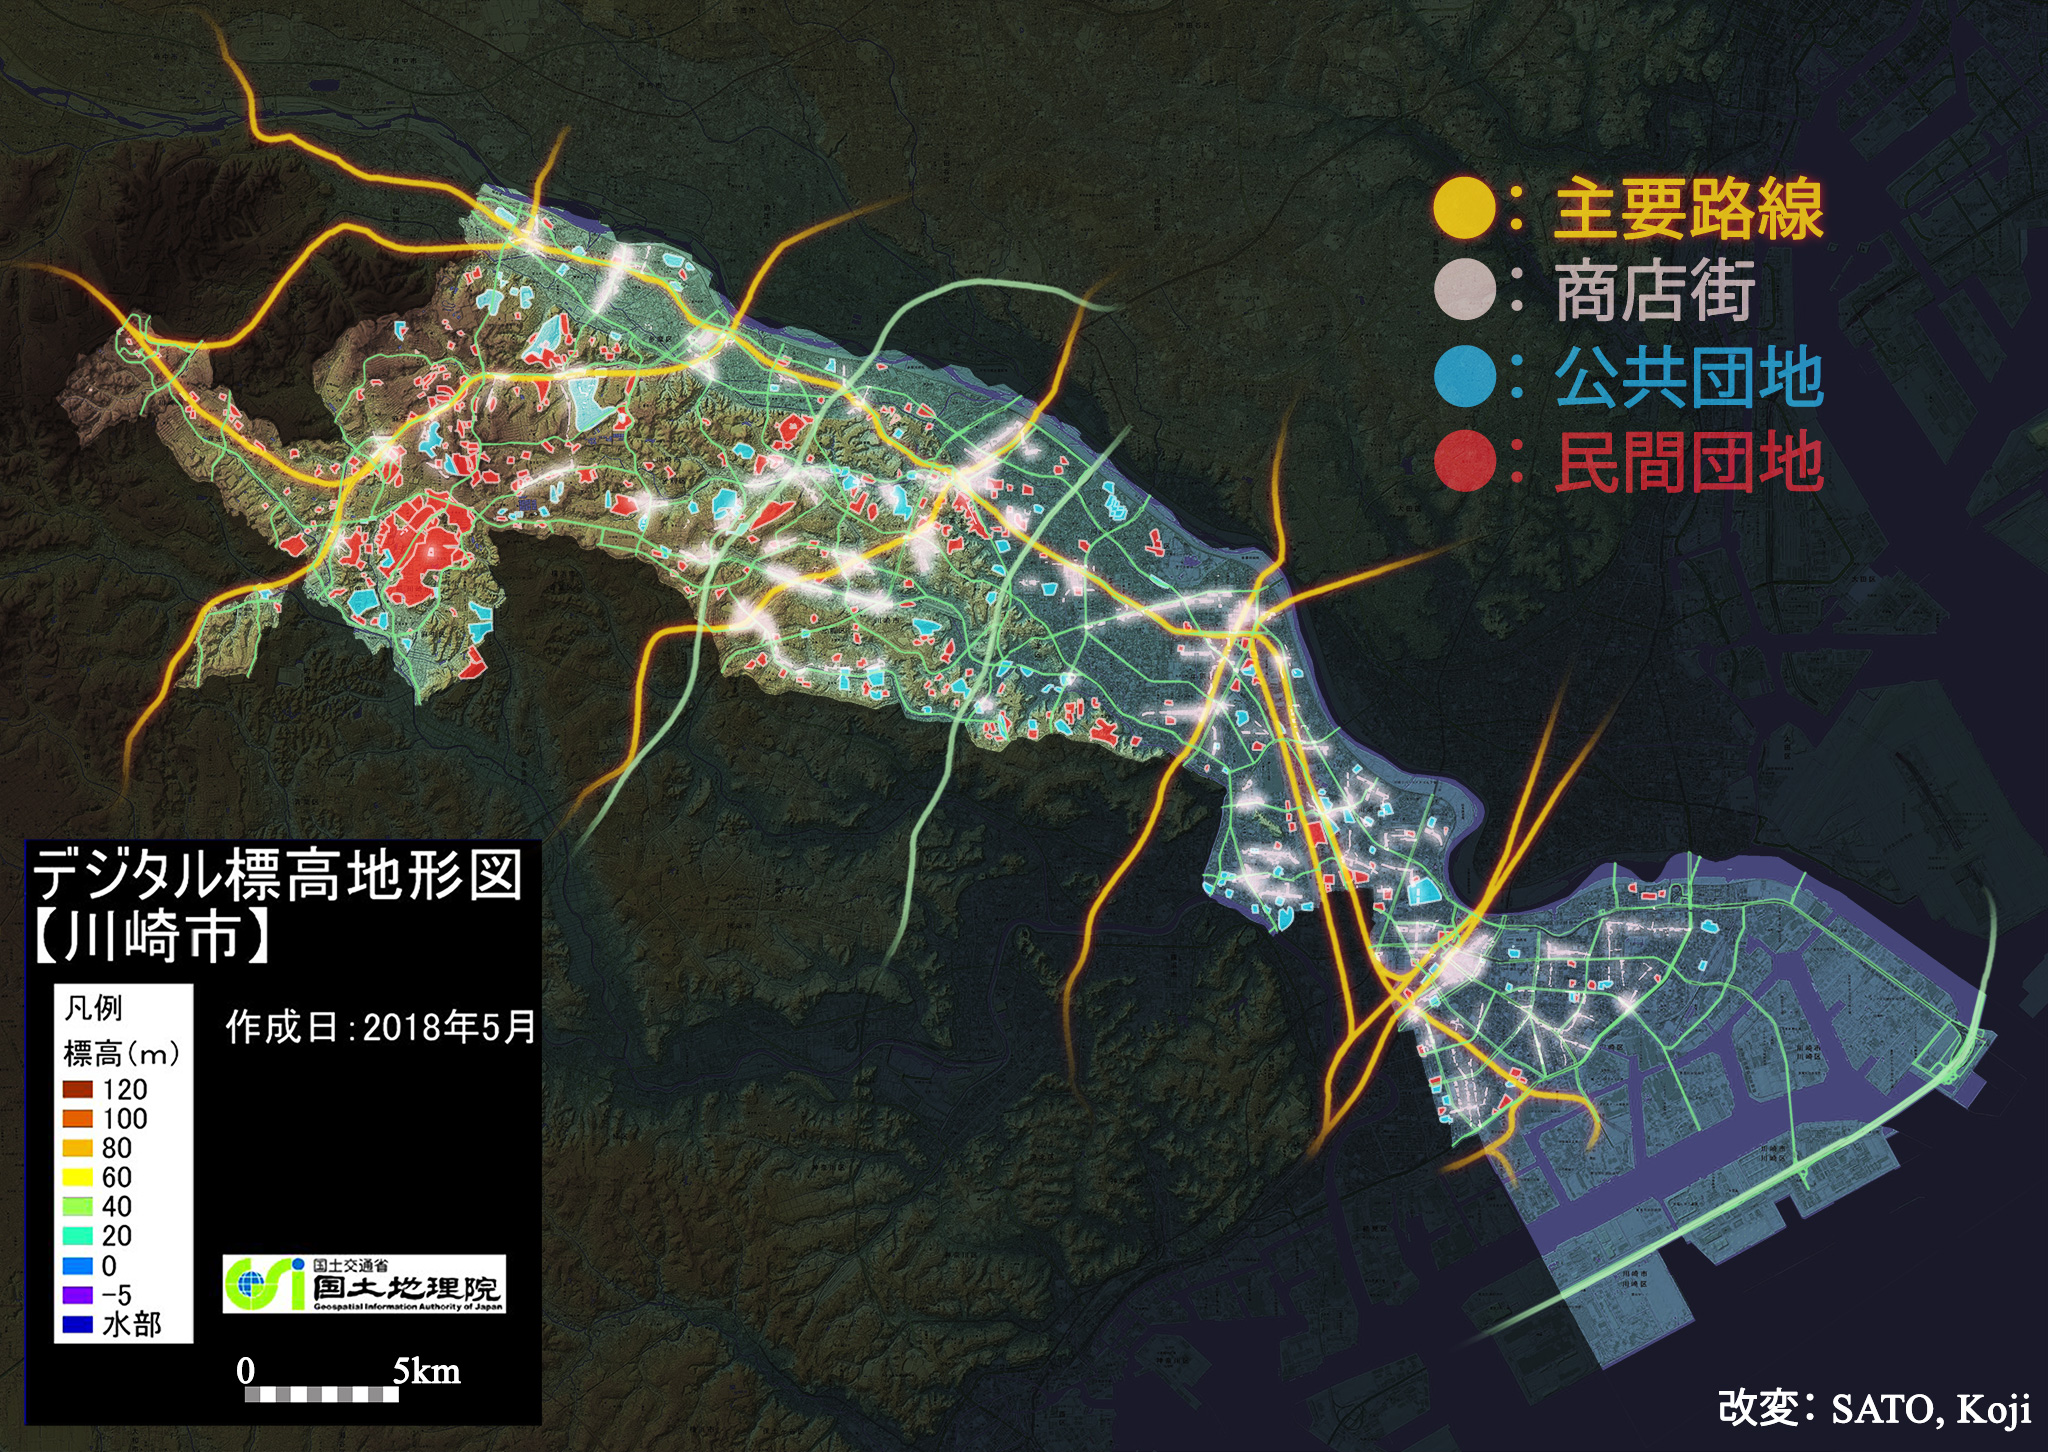 ：主要路線
：商店街
：公共団地
：民間団地
デジタル標高地形図
【川崎市】
作成日：2018年5月
凡例
標高（m）
120
100
80
60
40
20
0
-5
水部
国土交通省
国土地理院
Geospatial Information Authority of Japan
0 5km
改変：SATO, Koji